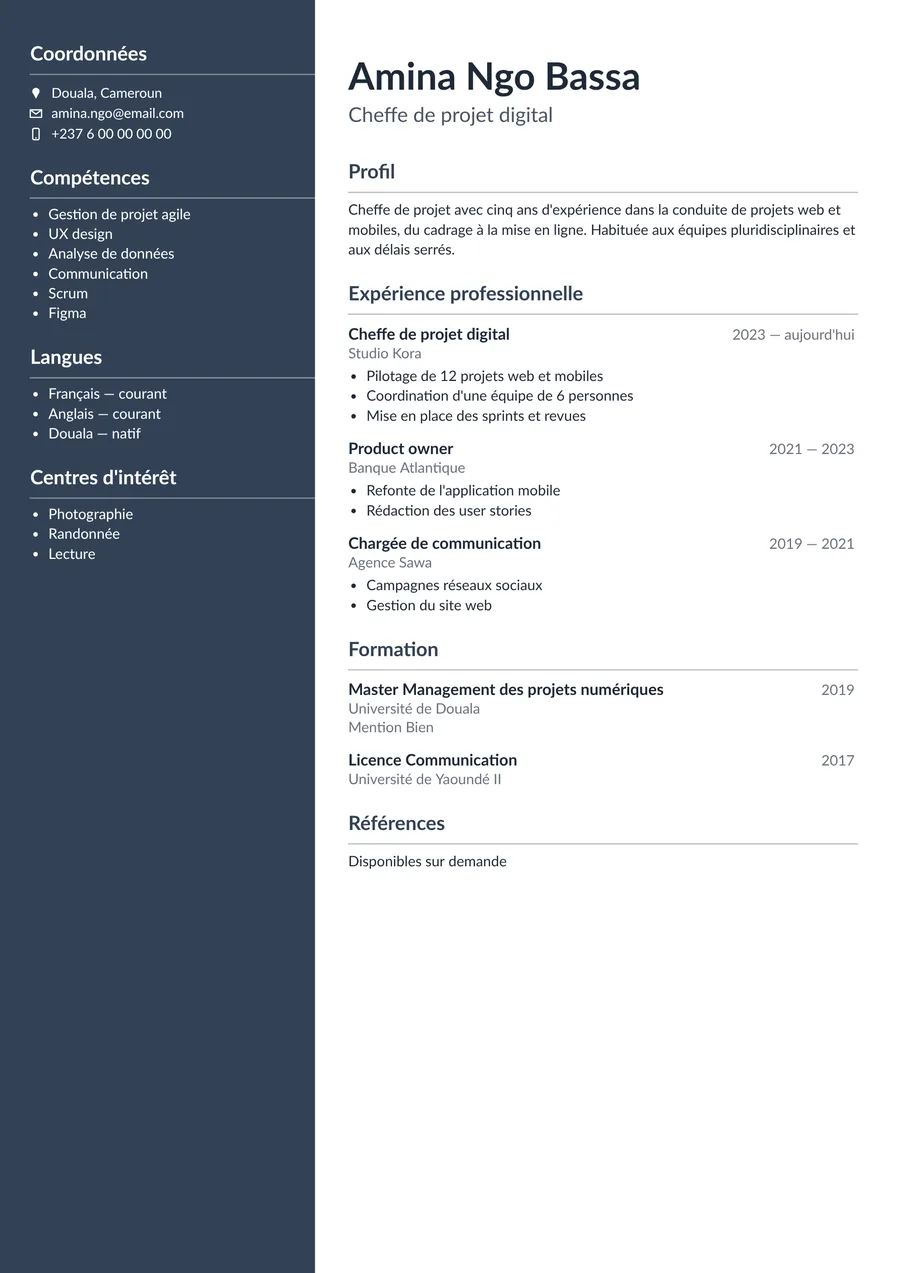 Coordonnées
Douala, Cameroun
amina.ngo@email.com
+237 6 00 00 00 00
Compétences
• Gestion de projet agile
• UX design
• Analyse de données
• Communication
• Scrum
• Figma
Langues
• Français — courant
• Anglais — courant
• Douala — natif
Centres d'intérêt
• Photographie
• Randonnée
• Lecture
Amina Ngo Bassa
Cheffe de projet digital
Profil
Cheffe de projet avec cinq ans d'expérience dans la conduite de projets web et
mobiles, du cadrage à la mise en ligne. Habituée aux équipes pluridisciplinaires et
aux délais serrés.
Expérience professionnelle
Cheffe de projet digital 2023 — aujourd'hui
Studio Kora
• Pilotage de 12 projets web et mobiles
• Coordination d'une équipe de 6 personnes
• Mise en place des sprints et revues
Product owner 2021 — 2023
Banque Atlantique
• Refonte de l'application mobile
• Rédaction des user stories
Chargée de communication 2019 — 2021
Agence Sawa
• Campagnes réseaux sociaux
• Gestion du site web
Formation
Master Management des projets numériques 2019
Université de Douala
Mention Bien
Licence Communication 2017
Université de Yaoundé II
Références
Disponibles sur demande